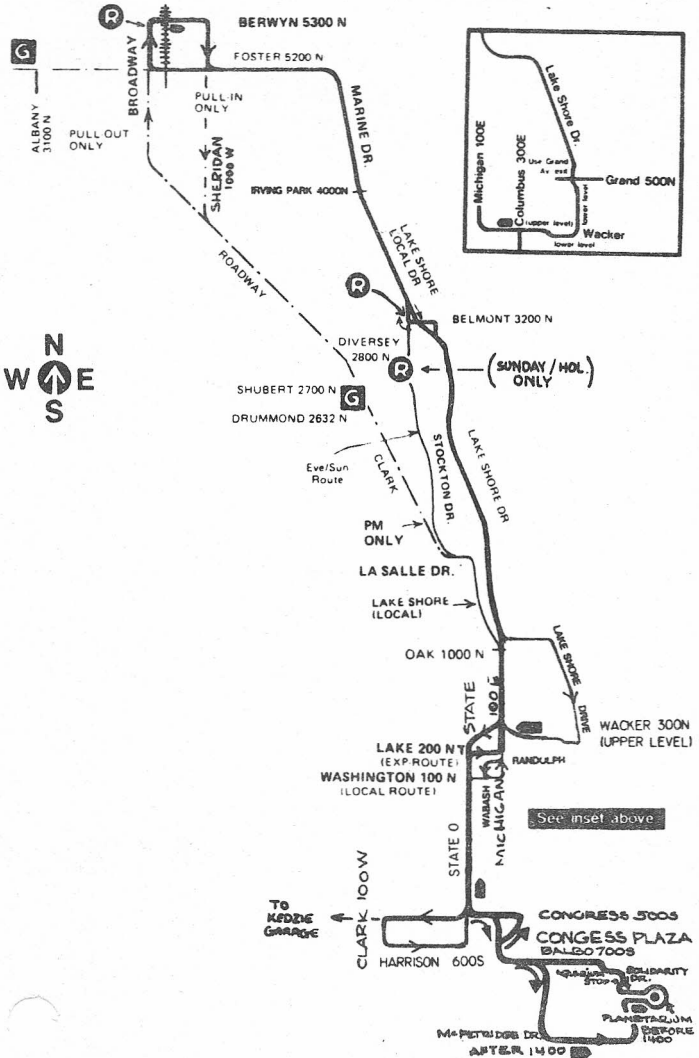 R
BERWYN 5300 N
G
FOSTER 5200 N
BROADWAY
ALBANY
3100 N
PULL OUT
ONLY
PULL-IN
ONLY
SHERIDAN
1000 W
MARINE DR.
IRVING PARK 4000N
ROADWAY
LAKE SHORE
LOCAL DR
R
BELMONT 3200 N
DIVERSEY
2800 N
R
(SUNDAY / HOL.)
ONLY
N
W E
S
SHUBERT 2700 N
G
DRUMMOND 2632 N
Eve/Sun
Route
CLARK
STOCKTON DR.
LAKE SHORE DR
PM
ONLY
LA SALLE DR.
LAKE SHORE
(LOCAL)
OAK 1000 N
LAKE SHORE
DRIVE
STATE
100 E
WACKER 300N
(UPPER LEVEL)
LAKE 200 N
(EXP. ROUTE)
RANDOLPH
WASHINGTON 100 N
(LOCAL ROUTE)
WABASH
MICHIGAN
See inset above
STATE 0
CLARK 100W
TO
KEDZIE
GARAGE
HARRISON 600S
CONGRESS 500S
CONGESS PLAZA
BALBO 700S
AQUARIUM
STOP
SOLIDARITY
DR.
PLANETARIUM
BEFORE
1400
McFETRIDGE DR.
AFTER 1400
Lake Shore Dr.
Michigan 100E
Columbus 300E
Use Grand
Av. exit
Grand 500N
lower level
(upper level)
Wacker
lower level